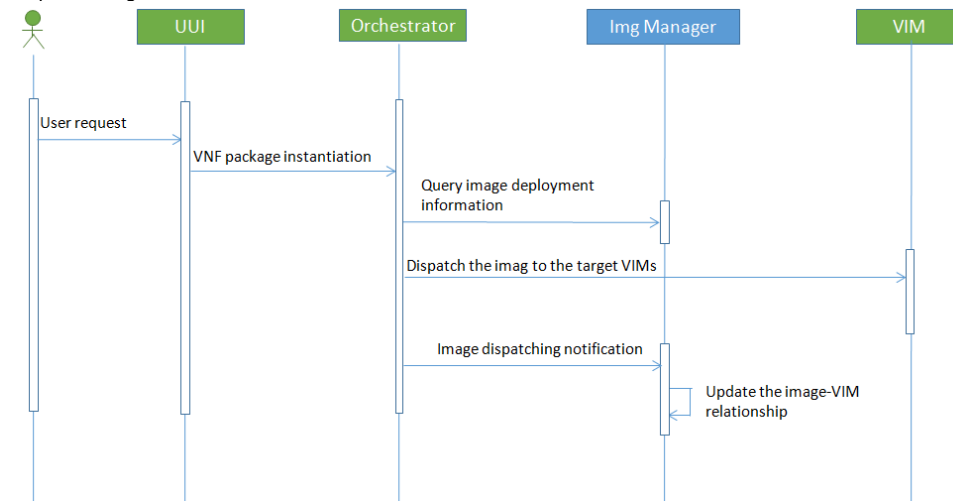 UUI
Orchestrator
Img Manager
VIM
User request
VNF package instantiation
Query image deployment
information
Dispatch the imag to the target VIMs
Image dispatching notification
Update the image-VIM
relationship